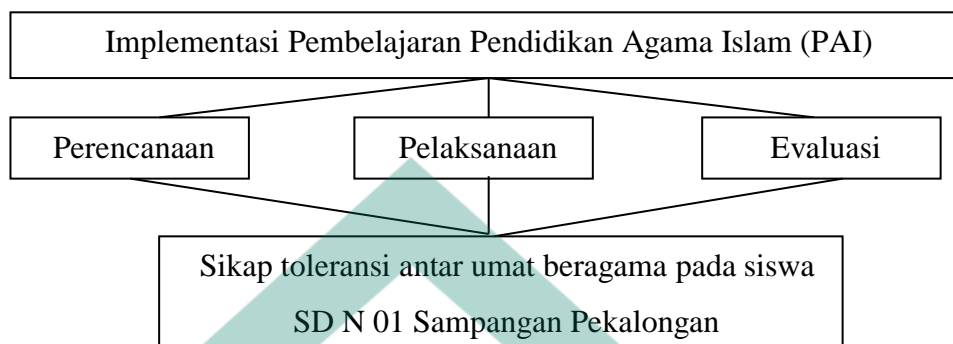 Implementasi Pembelajaran Pendidikan Agama Islam (PAI)
Perencanaan
Pelaksanaan
Evaluasi
Sikap toleransi antar umat beragama pada siswa
SD N 01 Sampangan Pekalongan